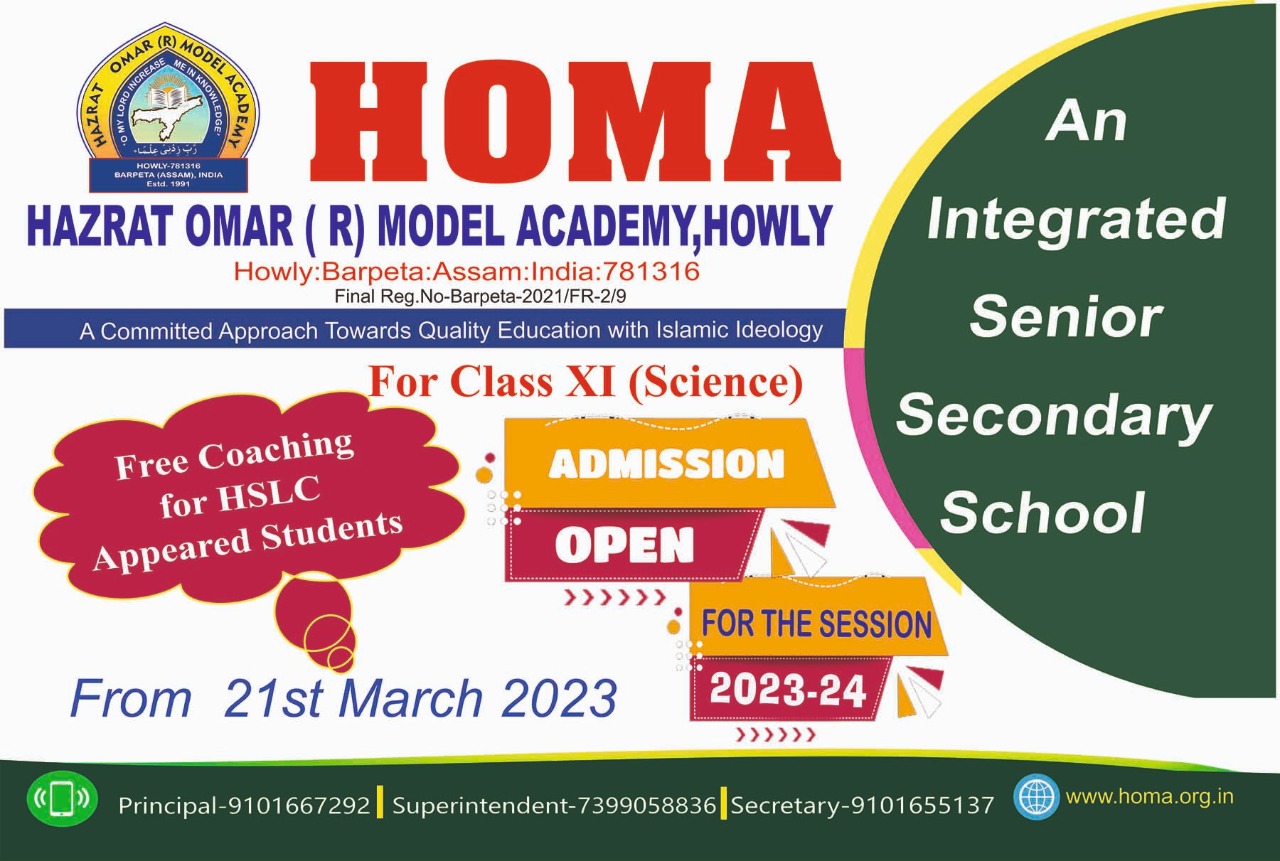 HAZRAT OMAR (R) MODEL ACADEMY
"O MY LORD INCREASE ME IN KNOWLEDGE"
رَبِّ زِدْنِي عِلْمًا
HOWLY-781316
BARPETA (ASSAM), INDIA
Estd. 1991
HOMA
HAZRAT OMAR ( R) MODEL ACADEMY,HOWLY
Howly:Barpeta:Assam:India:781316
Final Reg.No-Barpeta-2021/FR-2/9
A Committed Approach Towards Quality Education with Islamic Ideology
An
Integrated
Senior
Secondary
School
For Class XI (Science)
Free Coaching
for HSLC
Appeared Students
ADMISSION
OPEN
FOR THE SESSION
2023-24
From 21st March 2023
Principal-9101667292 Superintendent-7399058836 Secretary-9101655137 www.homa.org.in